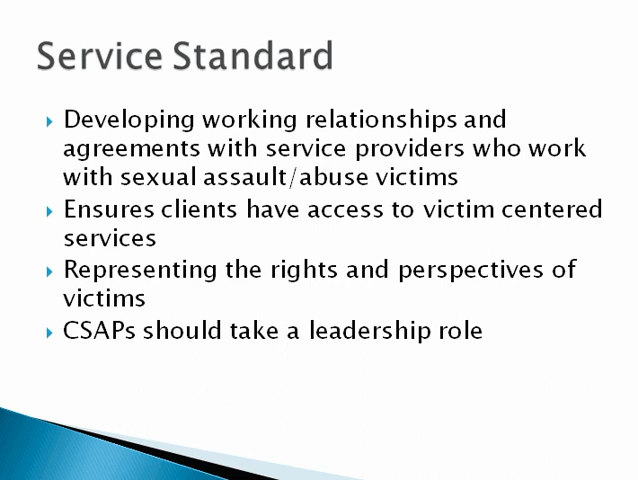 Service Standard
Developing working relationships and
agreements with service providers who work
with sexual assault/abuse victims
Ensures clients have access to victim centered
services
Representing the rights and perspectives of
victims
CSAPs should take a leadership role